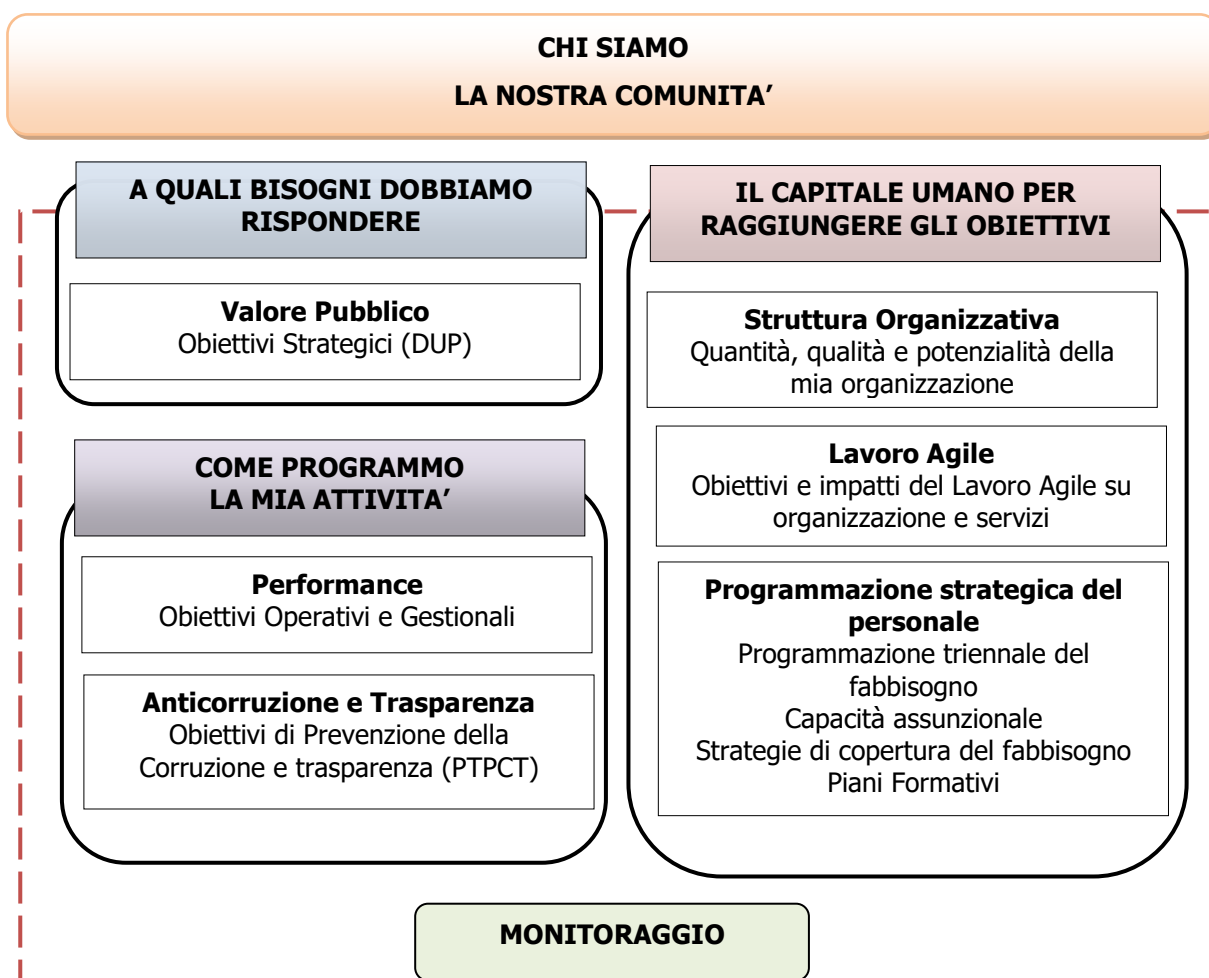 CHI SIAMO
LA NOSTRA COMUNITA’
A QUALI BISOGNI DOBBIAMO
RISPONDERE
Valore Pubblico
Obiettivi Strategici (DUP)
COME PROGRAMMO
LA MIA ATTIVITA’
Performance
Obiettivi Operativi e Gestionali
Anticorruzione e Trasparenza
Obiettivi di Prevenzione della
Corruzione e trasparenza (PTPCT)
IL CAPITALE UMANO PER
RAGGIUNGERE GLI OBIETTIVI
Struttura Organizzativa
Quantità, qualità e potenzialità della
mia organizzazione
Lavoro Agile
Obiettivi e impatti del Lavoro Agile su
organizzazione e servizi
Programmazione strategica del
personale
Programmazione triennale del
fabbisogno
Capacità assunzionale
Strategie di copertura del fabbisogno
Piani Formativi
MONITORAGGIO